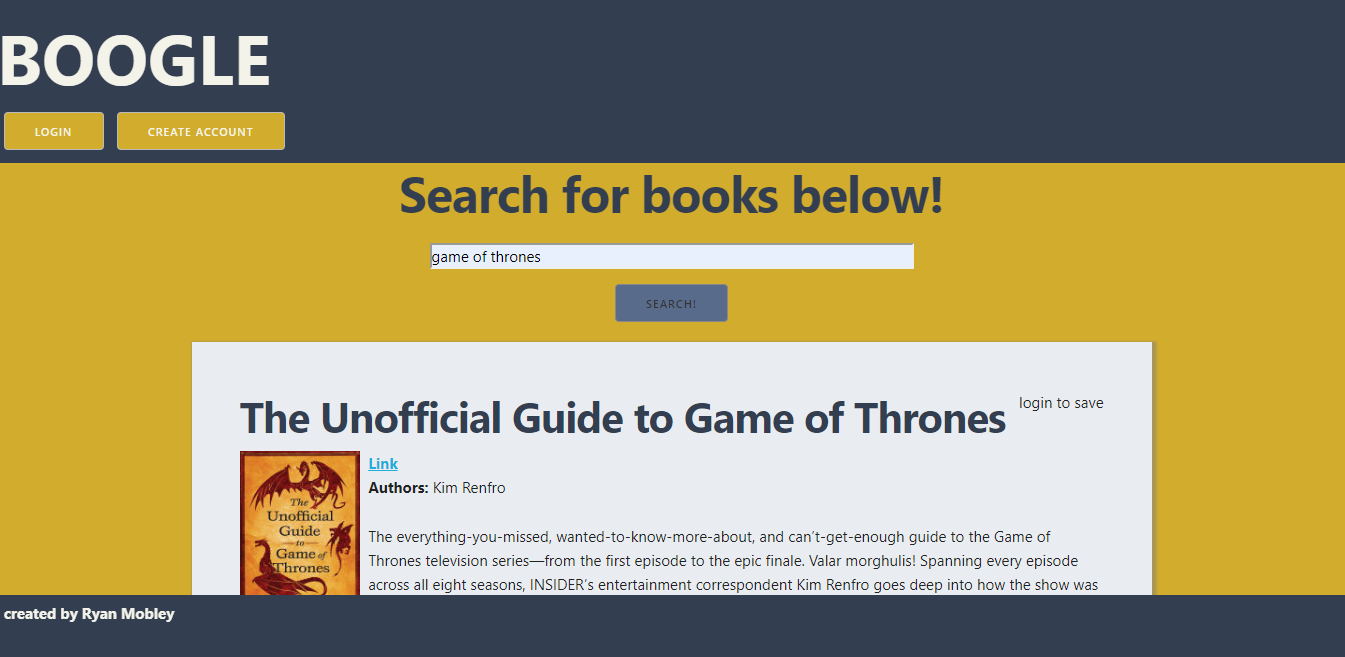 BOOGLE
LOGIN
CREATE ACCOUNT
Search for books below!
game of thrones
SEARCH!
The Unofficial Guide to Game of Thrones
login to save
The
Unofficial
Guide
to
Game of
Thrones
Link
Authors: Kim Renfro
The everything-you-missed, wanted-to-know-more-about, and can’t-get-enough guide to the Game of
Thrones television series—from the first episode to the epic finale. Valar morghulis! Spanning every episode
across all eight seasons, INSIDER’s entertainment correspondent Kim Renfro goes deep into how the show was
created by Ryan Mobley